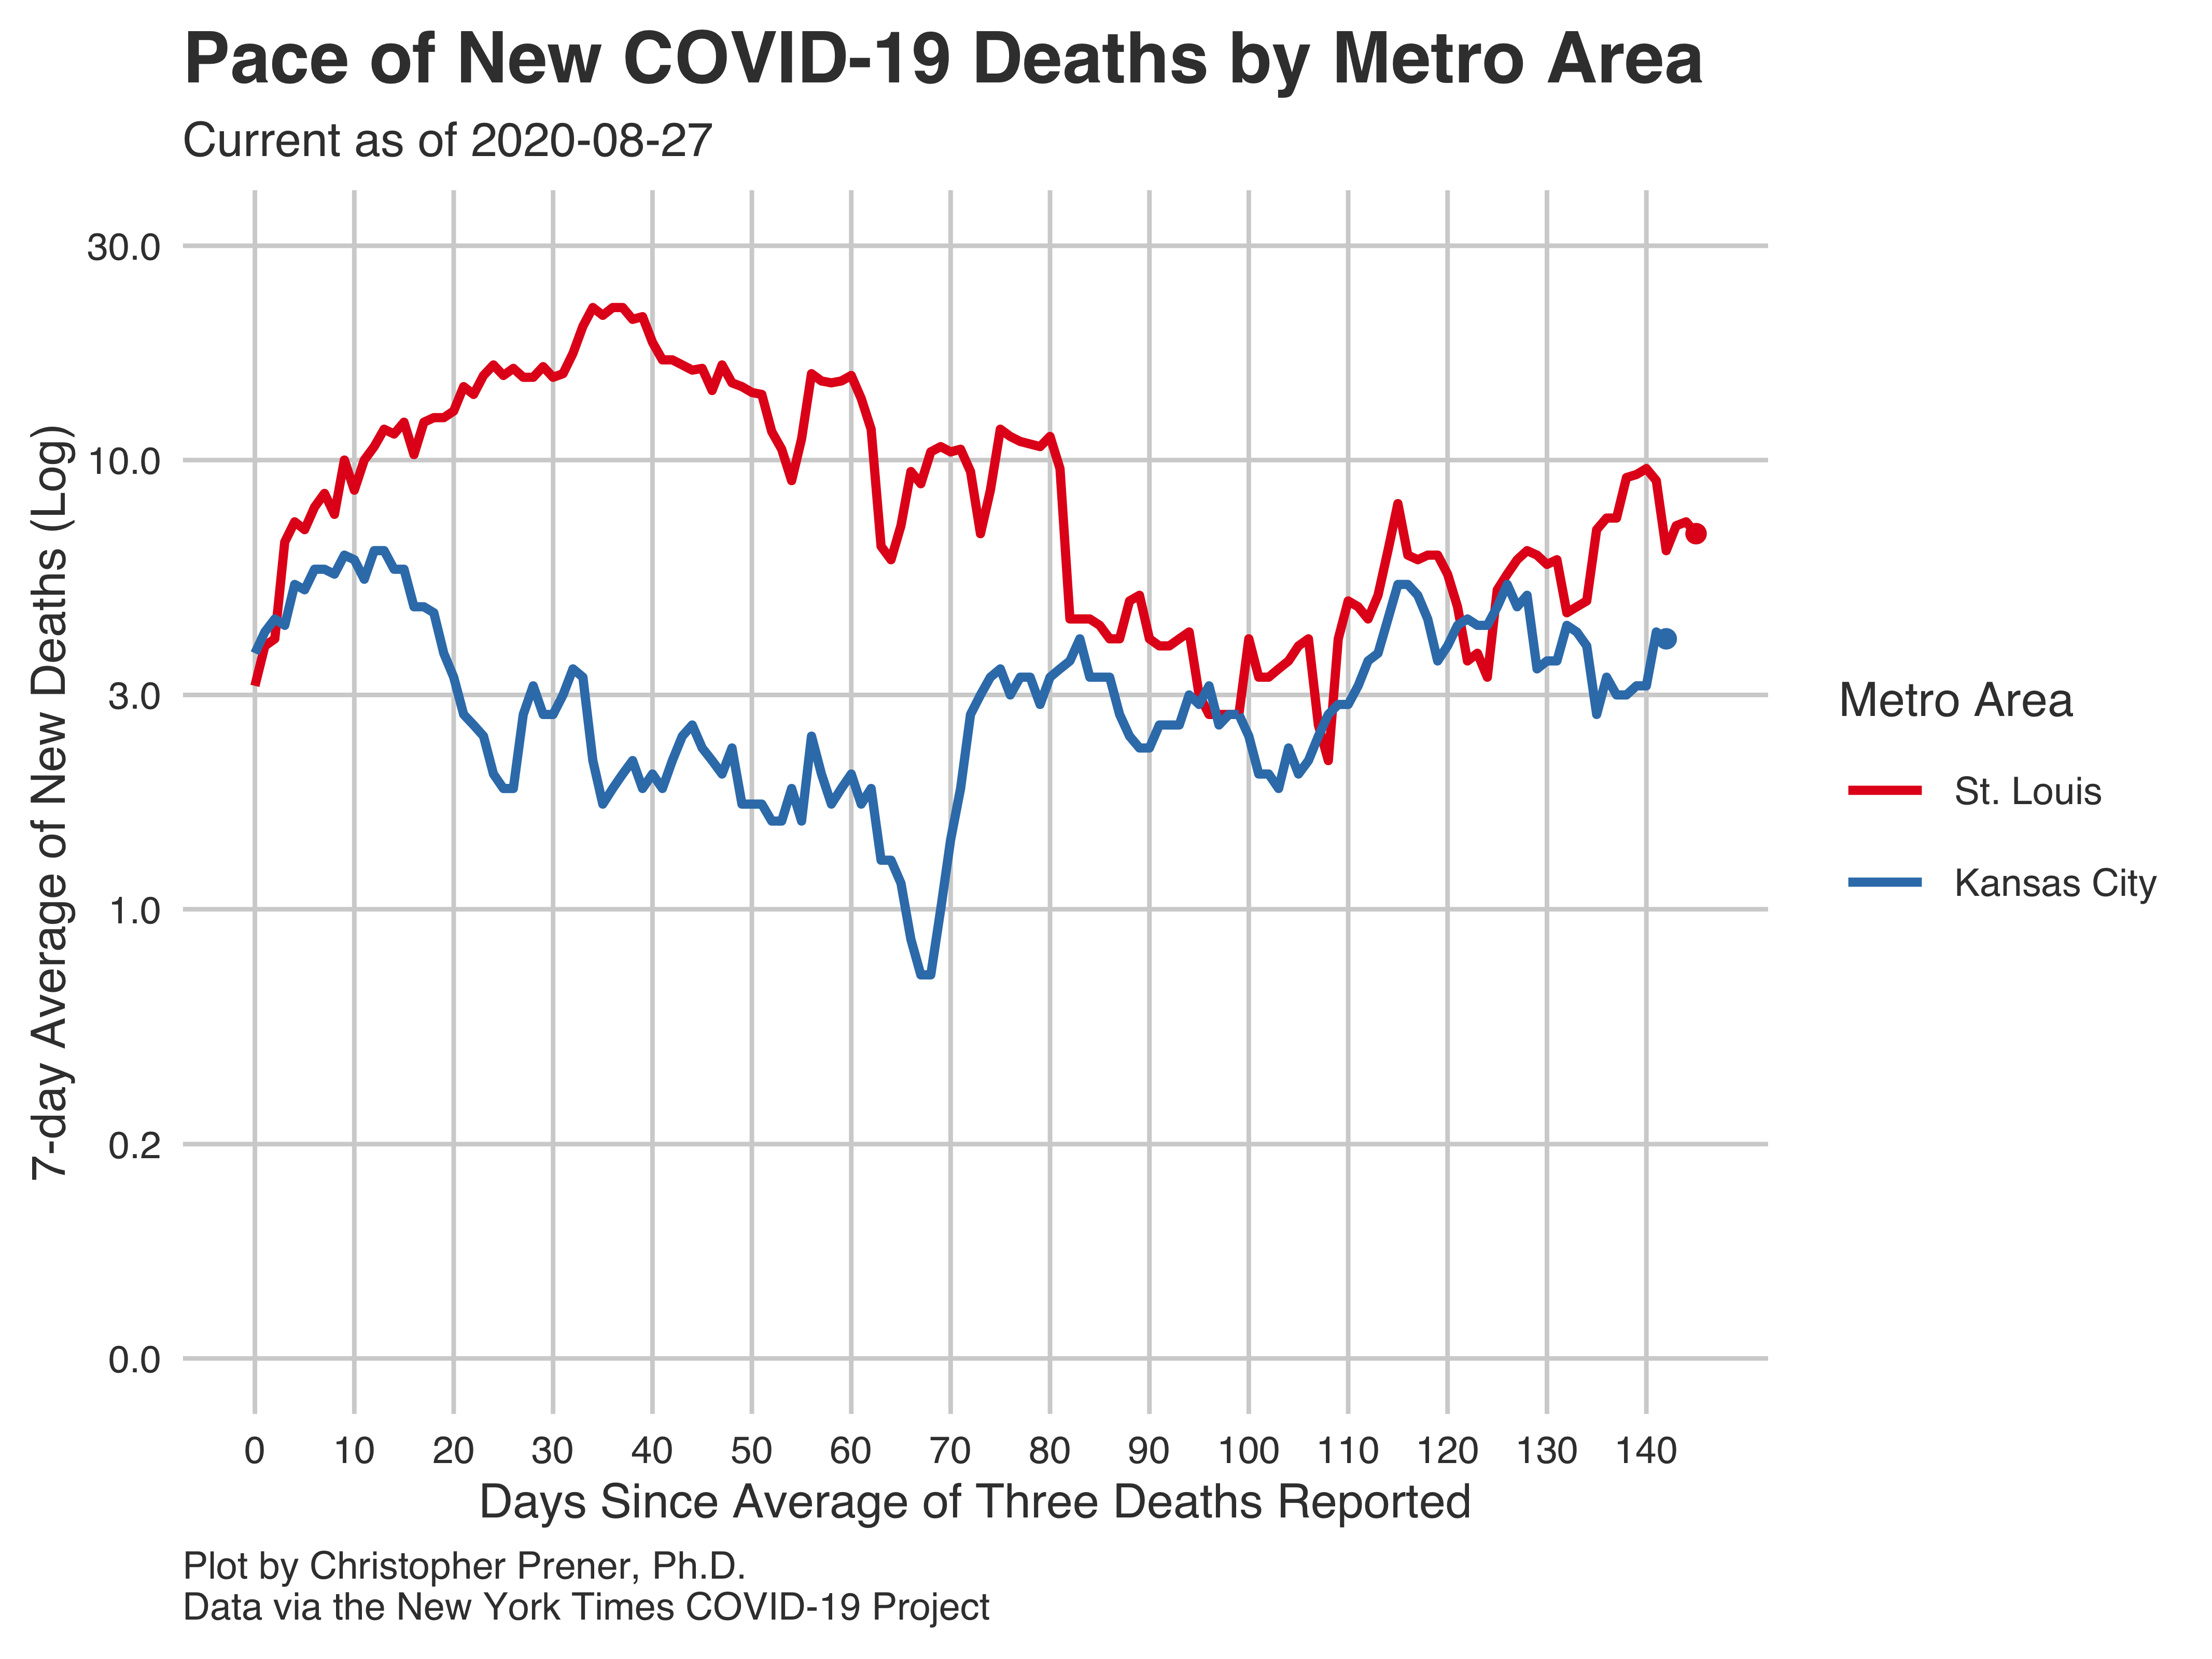 Pace of New COVID-19 Deaths by Metro Area
Current as of 2020-08-27
7-day Average of New Deaths (Log)
30.0
10.0
3.0
1.0
0.2
0.0
0 10 20 30 40 50 60 70 80 90 100 110 120 130 140
Days Since Average of Three Deaths Reported
Metro Area
St. Louis
Kansas City
Plot by Christopher Prener, Ph.D.
Data via the New York Times COVID-19 Project